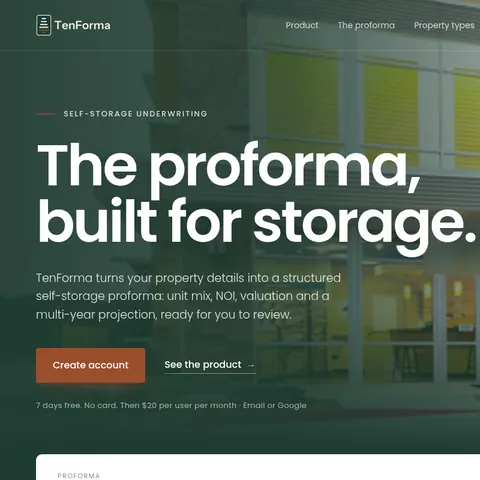 TenForma
Product The proforma Property types
SELF-STORAGE UNDERWRITING
The proforma,
built for storage.
TenForma turns your property details into a structured
self-storage proforma: unit mix, NOI, valuation and a
multi-year projection, ready for you to review.
Create account See the product →
7 days free. No card. Then $20 per user per month · Email or Google
PROFORMA